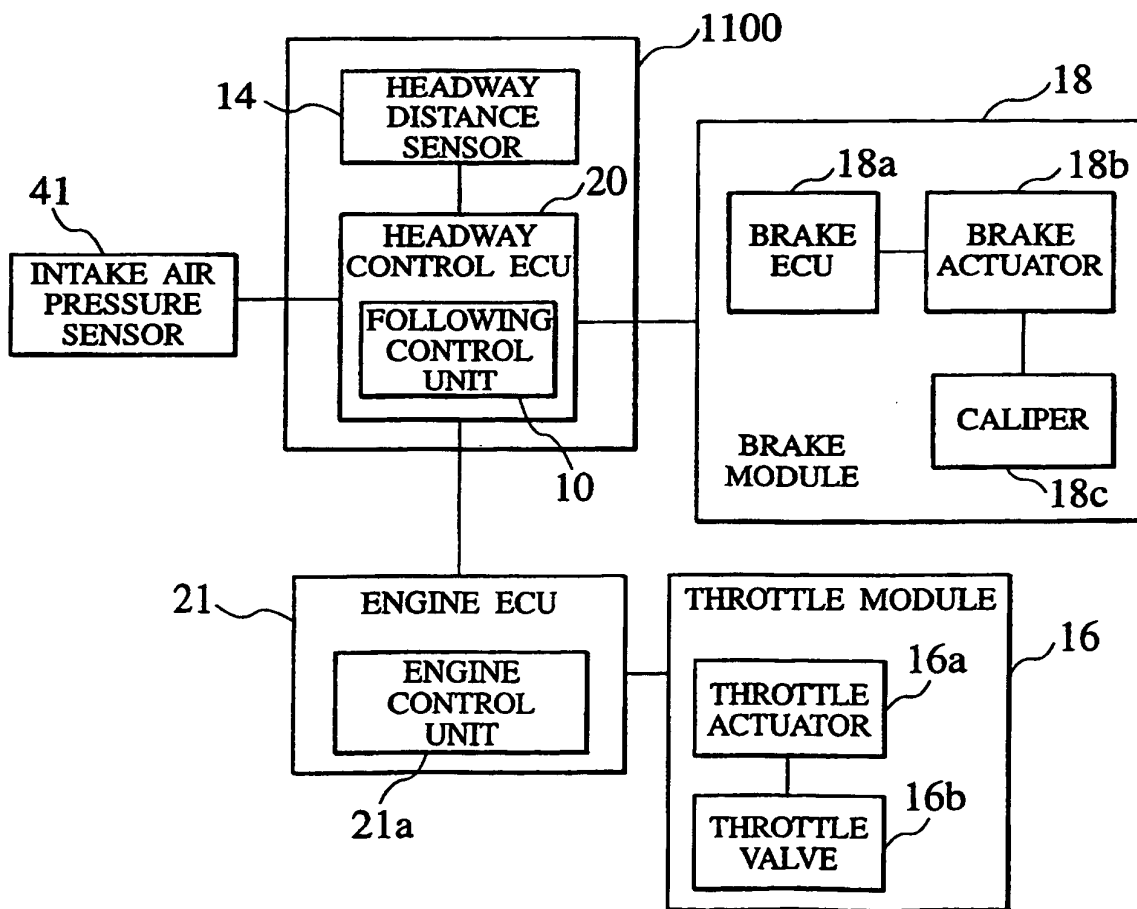 1100
14
HEADWAY
DISTANCE
SENSOR
18
41
20
18a
18b
INTAKE AIR
PRESSURE
SENSOR
HEADWAY
CONTROL ECU
FOLLOWING
CONTROL
UNIT
10
BRAKE
ECU
BRAKE
ACTUATOR
CALIPER
18c
BRAKE
MODULE
21
ENGINE ECU
ENGINE
CONTROL
UNIT
21a
THROTTLE MODULE
16
16a
THROTTLE
ACTUATOR
16b
THROTTLE
VALVE